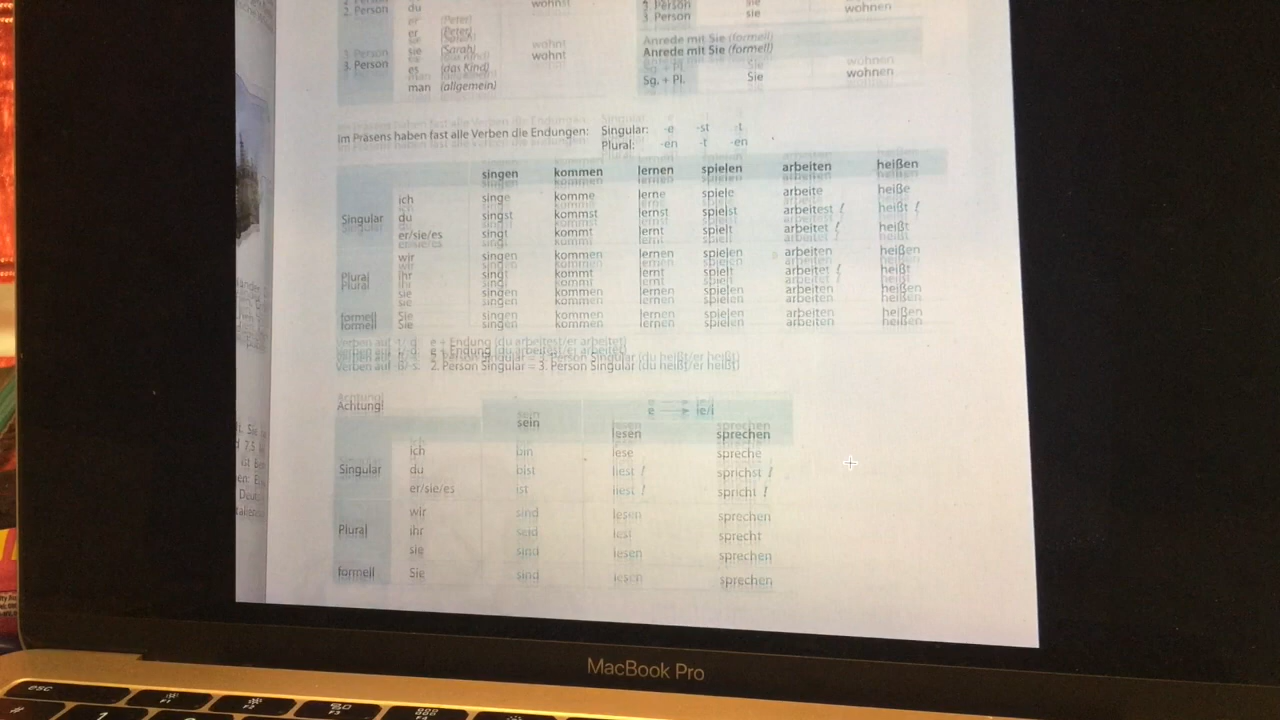 2. Person du wohnst
3. Person sie wohnen
er (Peter)
sie (Sarah)
3. Person wohnt
es (das Kind)
man (allgemein)
Anrede mit Sie (formell)
Sg. + Pl. Sie wohnen
Im Präsens haben fast alle Verben die Endungen: Singular: -e -st -t
Plural: -en -t -en
singen kommen lernen spielen arbeiten heißen
ich singe komme lerne spiele arbeite heiße
Singular du singst kommst lernst spielst arbeitest ! heißt !
er/sie/es singt kommt lernt spielt arbeitet ! heißt
wir singen kommen lernen spielen arbeiten heißen
Plural ihr singt kommt lernt spielt arbeitet ! heißt
sie singen kommen lernen spielen arbeiten heißen
formell Sie singen kommen lernen spielen arbeiten heißen
Verben auf -t/-d: e + Endung (du arbeitest/er arbeitet)
Verben auf -ß/-s: 2. Person Singular = 3. Person Singular (du heißt/er heißt)
Achtung! sein e → ie/i
lesen sprechen
ich bin lese spreche
Singular du bist liest ! sprichst !
er/sie/es ist liest ! spricht !
wir sind lesen sprechen
Plural ihr seid lest sprecht
sie sind lesen sprechen
formell Sie sind lesen sprechen
MacBook Pro
esc
F1 F2 F3 F4